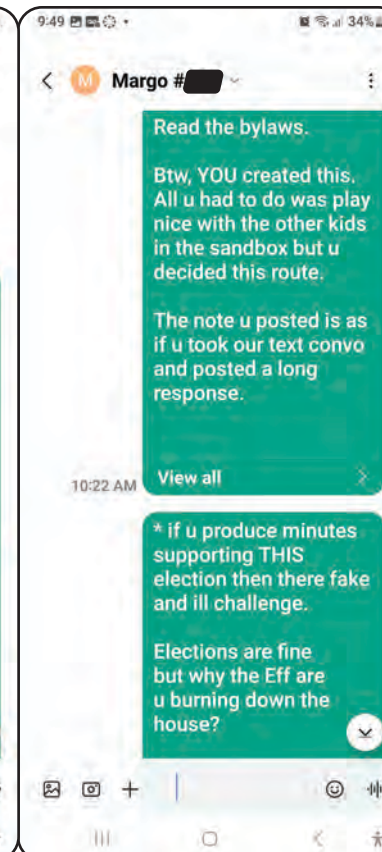 9:49
34%
M
Margo #
Read the bylaws.
Btw, YOU created this.
All u had to do was play
nice with the other kids
in the sandbox but u
decided this route.
The note u posted is as
if u took our text convo
and posted a long
response.
View all
10:22 AM
* if u produce minutes
supporting THIS
election then there fake
and ill challenge.
Elections are fine
but why the Eff are
u burning down the
house?